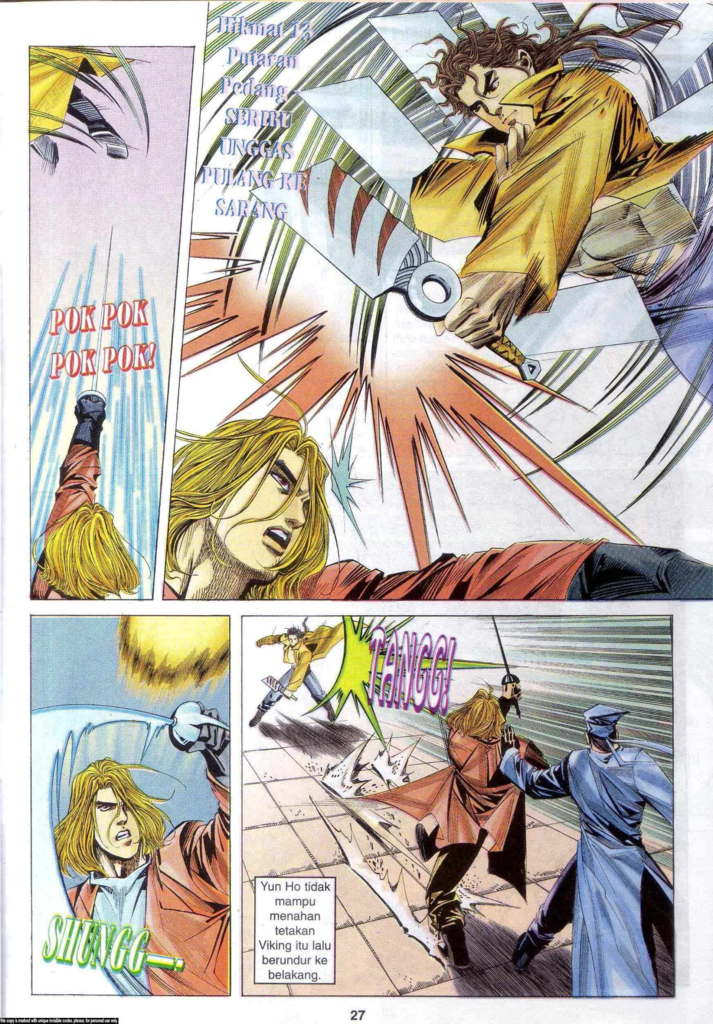 Hikmat 13
Putaran
Pedang -
SERIBU
UNGGAS
PULANG KE
SARANG
POK POK
POK POK!
SHUNGG
TANGG!
Yun Ho tidak
mampu
menahan
tetakan
Viking itu lalu
berundur ke
belakang.
27
This copy is marked with unique invisible codes, please, for personal use only.